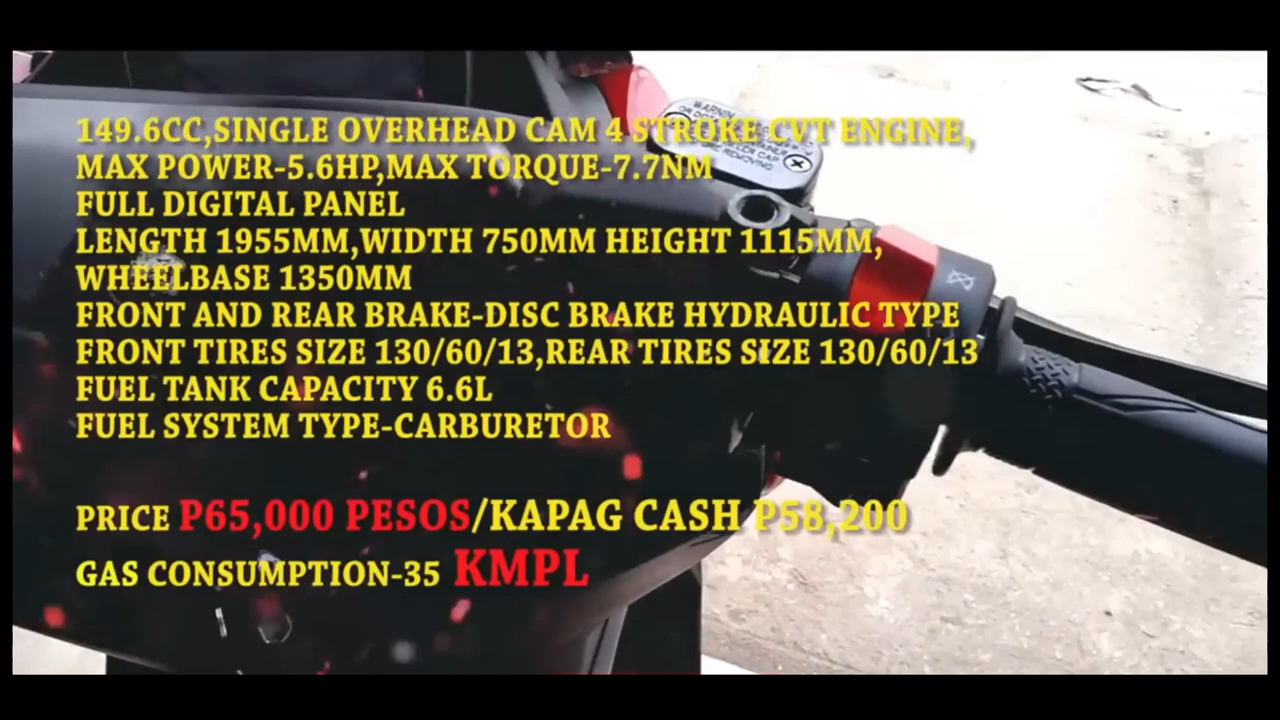 149.6CC,SINGLE OVERHEAD CAM 4 STROKE CVT ENGINE,
MAX POWER-5.6HP,MAX TORQUE-7.7NM
FULL DIGITAL PANEL
LENGTH 1955MM,WIDTH 750MM HEIGHT 1115MM,
WHEELBASE 1350MM
FRONT AND REAR BRAKE-DISC BRAKE HYDRAULIC TYPE
FRONT TIRES SIZE 130/60/13,REAR TIRES SIZE 130/60/13
FUEL TANK CAPACITY 6.6L
FUEL SYSTEM TYPE-CARBURETOR
PRICE P65,000 PESOS/KAPAG CASH P58,200
GAS CONSUMPTION-35 KMPL